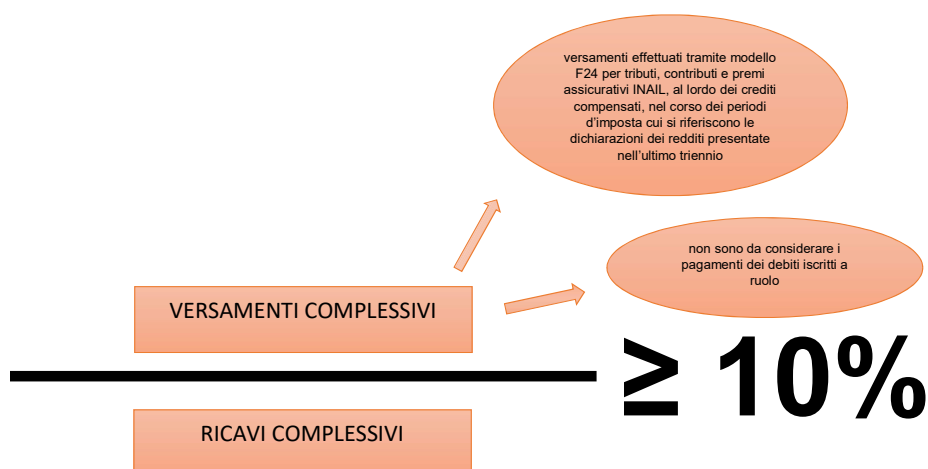 versamenti effettuati tramite modello
F24 per tributi, contributi e premi
assicurativi INAIL, al lordo dei crediti
compensati, nel corso dei periodi
d’imposta cui si riferiscono le
dichiarazioni dei redditi presentate
nell’ultimo triennio
non sono da considerare i
pagamenti dei debiti iscritti a
ruolo
VERSAMENTI COMPLESSIVI
≥ 10%
RICAVI COMPLESSIVI